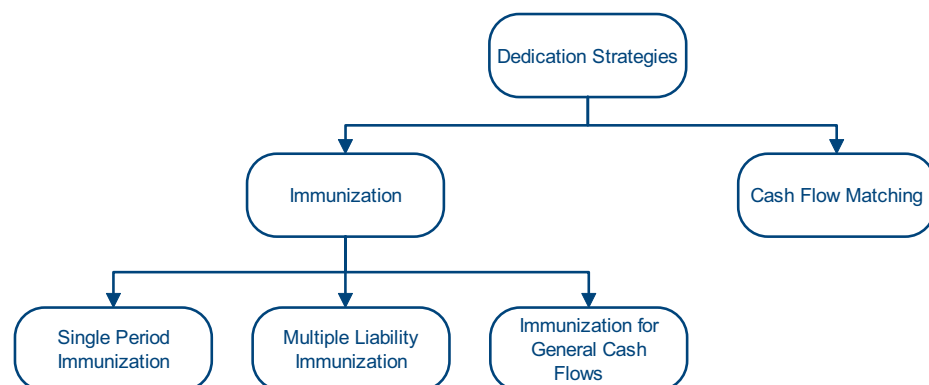 Dedication Strategies
Immunization
Cash Flow Matching
Single Period
Immunization
Multiple Liability
Immunization
Immunization for
General Cash
Flows